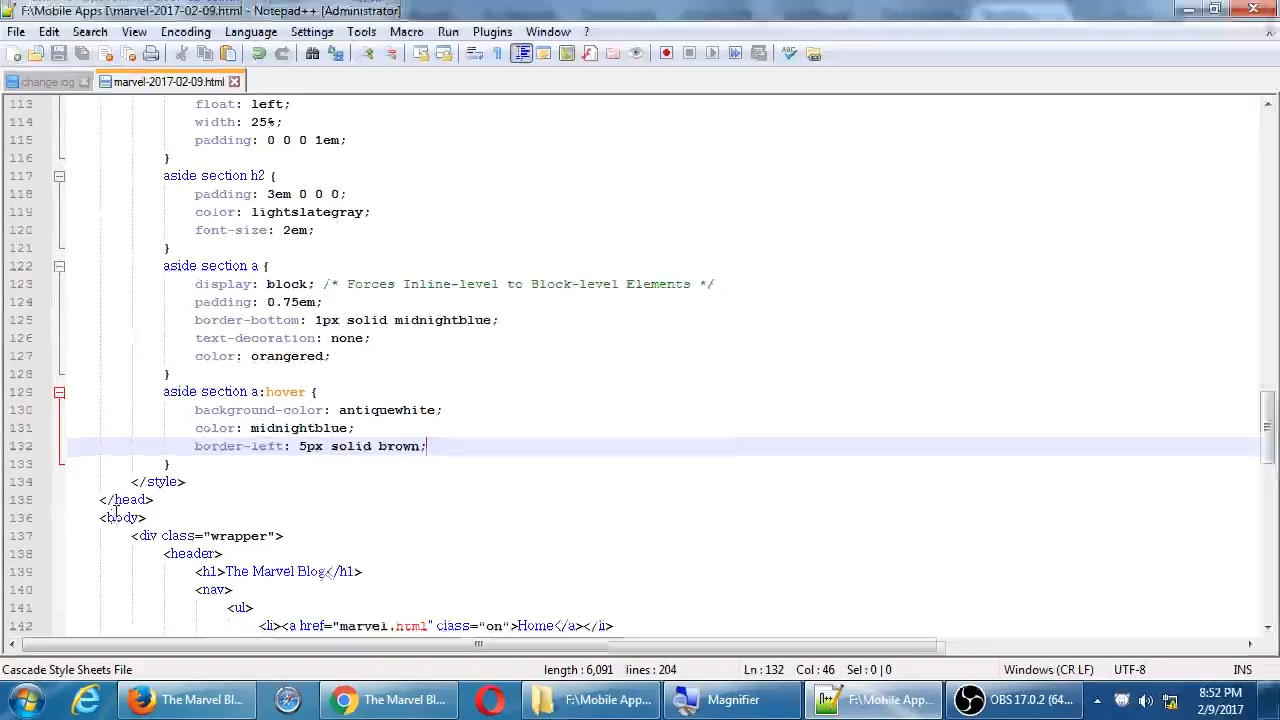 F:\Mobile Apps [\marvel-2017-02-09.html - Notepad++ [Administrator]
File Edit Search View Encoding Language Settings Tools Macro Run Plugins Window ?
change.log marvel-2017-02-09.html
113 float: left;
114 width: 25%;
115 padding: 0 0 0 1em;
116 }
117 aside section h2 {
118 padding: 3em 0 0 0;
119 color: lightslategray;
120 font-size: 2em;
121 }
122 aside section a {
123 display: block; /* Forces Inline-level to Block-level Elements */
124 padding: 0.75em;
125 border-bottom: 1px solid midnightblue;
126 text-decoration: none;
127 color: orangered;
128 }
129 aside section a:hover {
130 background-color: antiquewhite;
131 color: midnightblue;
132 border-left: 5px solid brown;
133 }
134 </style>
135 </head>
136 <body>
137 <div class="wrapper">
138 <header>
139 <h1>The Marvel Blog</h1>
140 <nav>
141 <ul>
142 <li><a href="marvel.html" class="on">Home</a></li>
Cascade Style Sheets File length : 6,091 lines : 204 Ln : 132 Col : 46 Sel : 0 | 0 Windows (CR LF) UTF-8 INS
The Marvel Bl... The Marvel Bl... F:\Mobile App... Magnifier F:\Mobile App... OBS 17.0.2 (64... 8:52 PM
2/9/2017